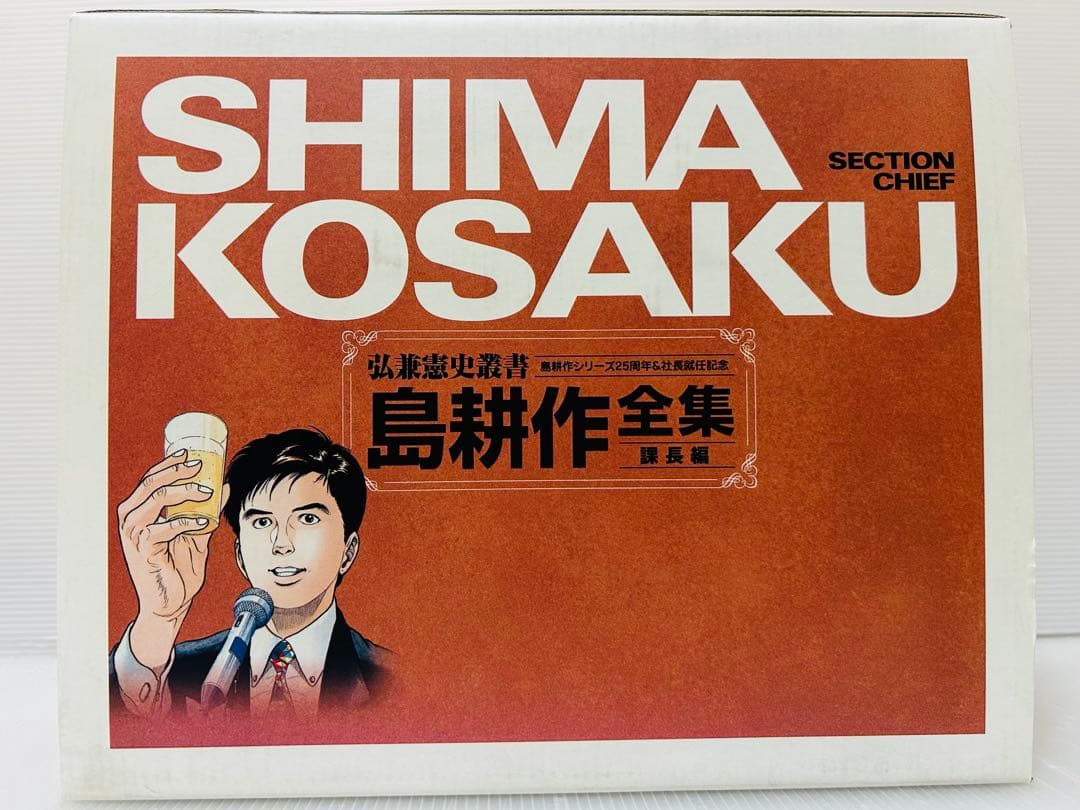 SHIMA
KOSAKU
SECTION
CHIEF
弘兼憲史叢書
島耕作シリーズ25周年&社長就任記念
島耕作全集
課長編